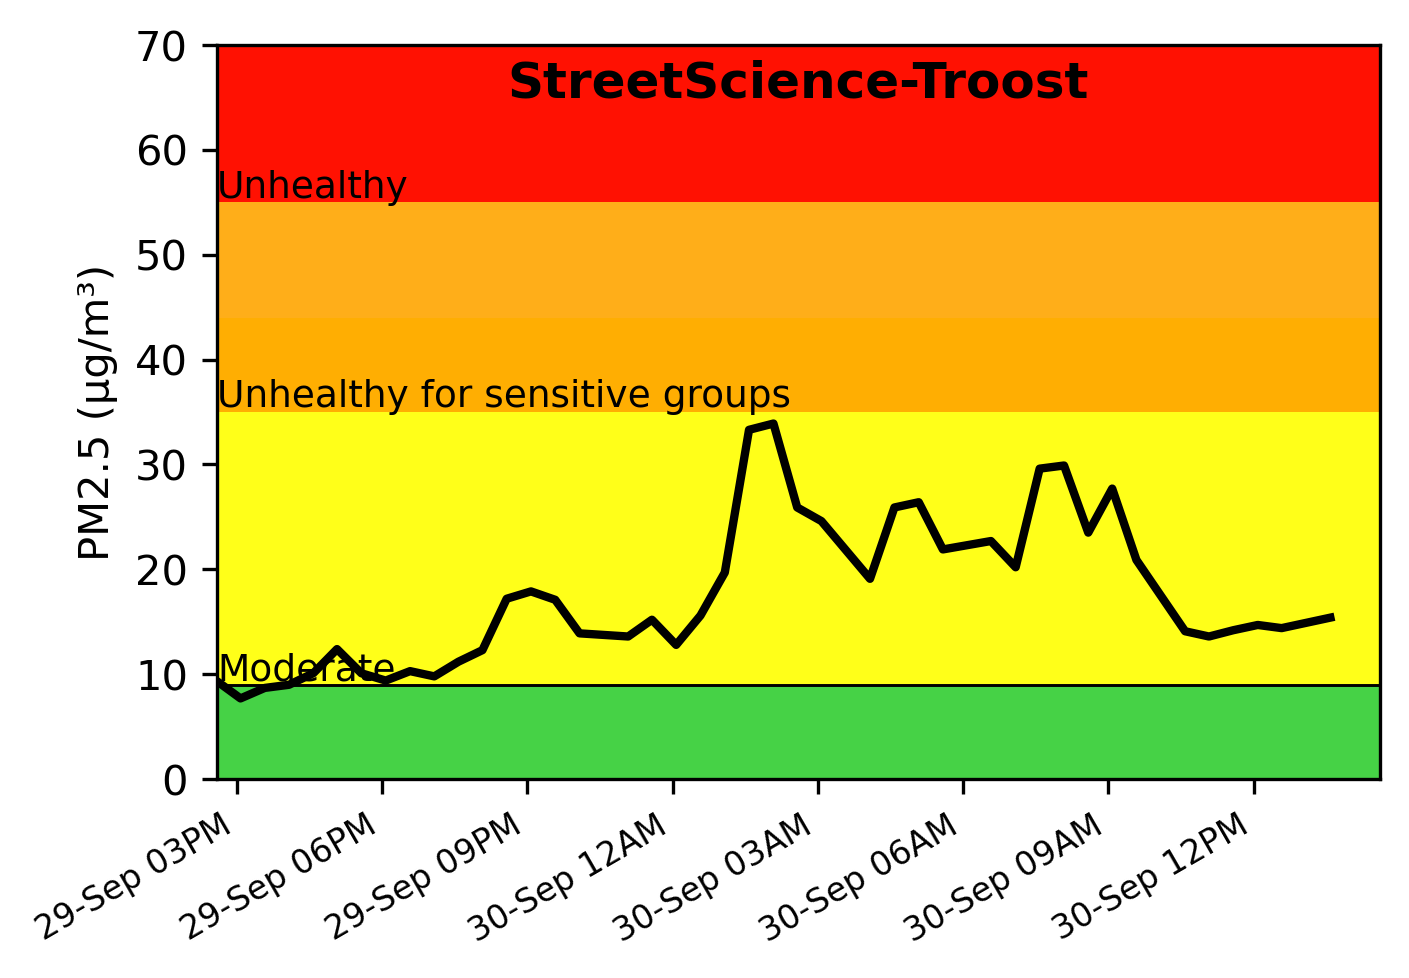 StreetScience-Troost
70
60
50
40
30
20
10
0
PM2.5 (µg/m³)
Unhealthy
Unhealthy for sensitive groups
Moderate
29-Sep 03PM
29-Sep 06PM
29-Sep 09PM
30-Sep 12AM
30-Sep 03AM
30-Sep 06AM
30-Sep 09AM
30-Sep 12PM